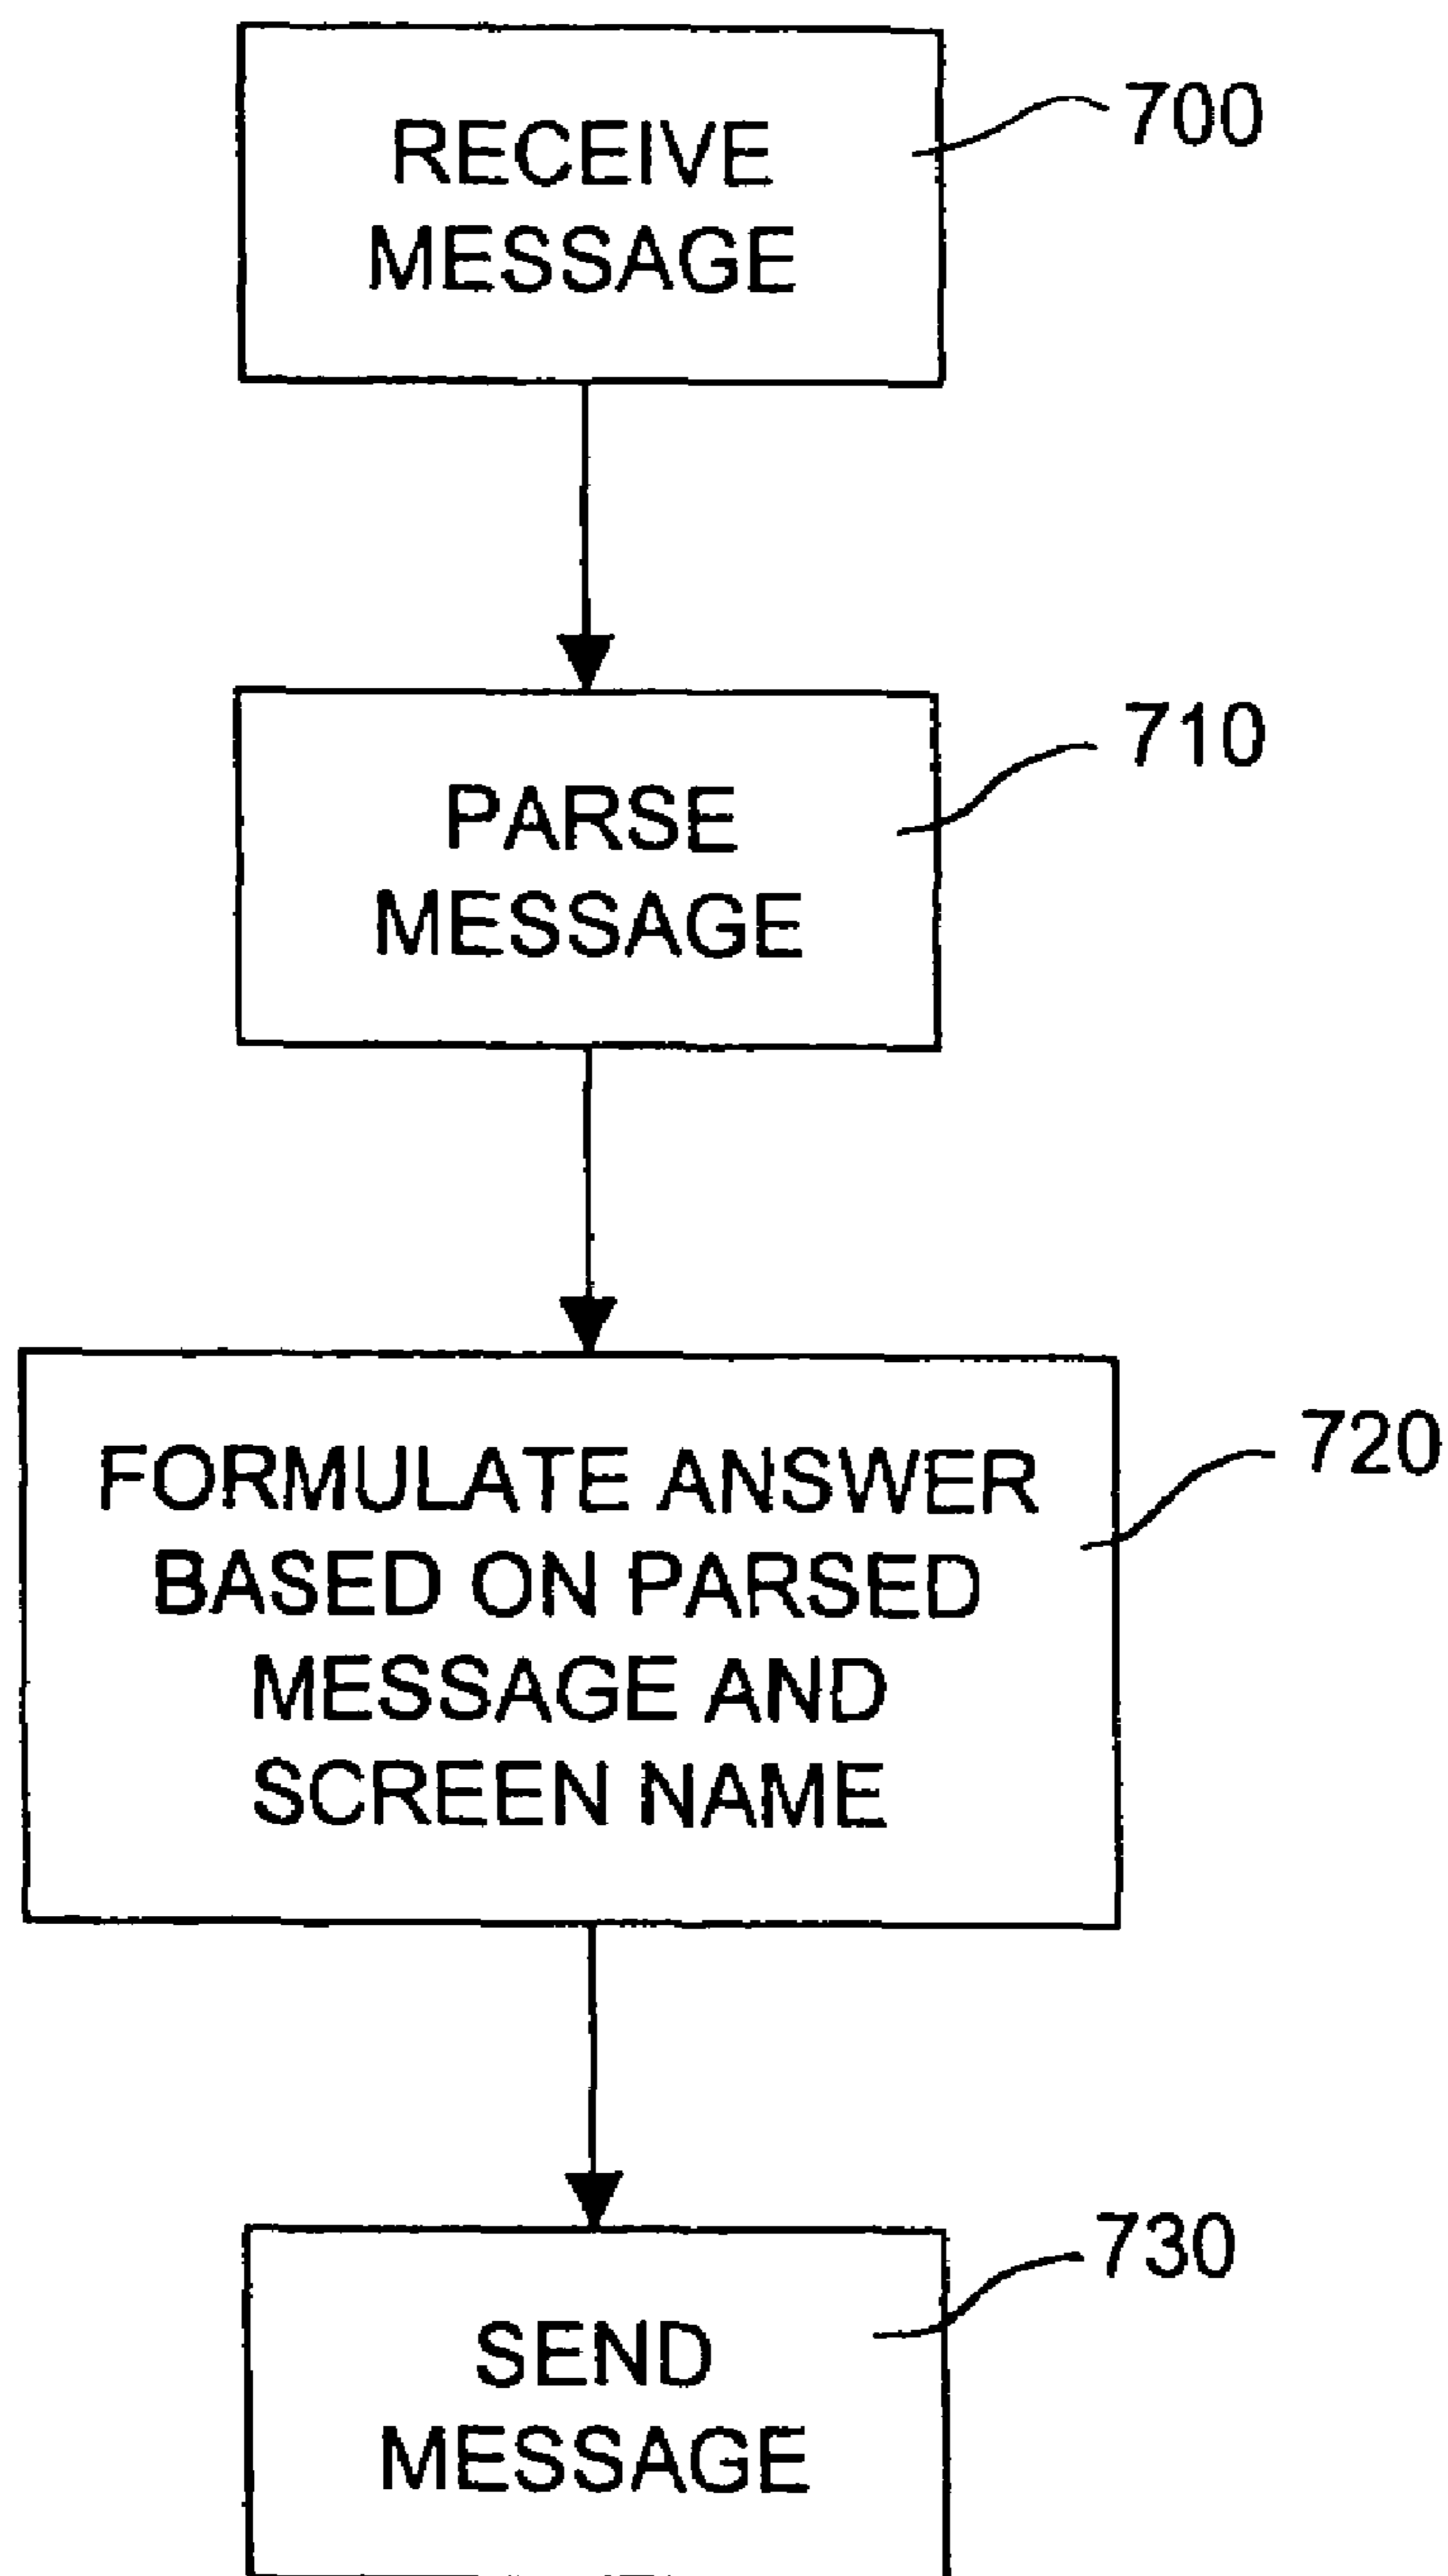 RECEIVE
MESSAGE
700
PARSE
MESSAGE
710
FORMULATE ANSWER
BASED ON PARSED
MESSAGE AND
SCREEN NAME
720
SEND
MESSAGE
730